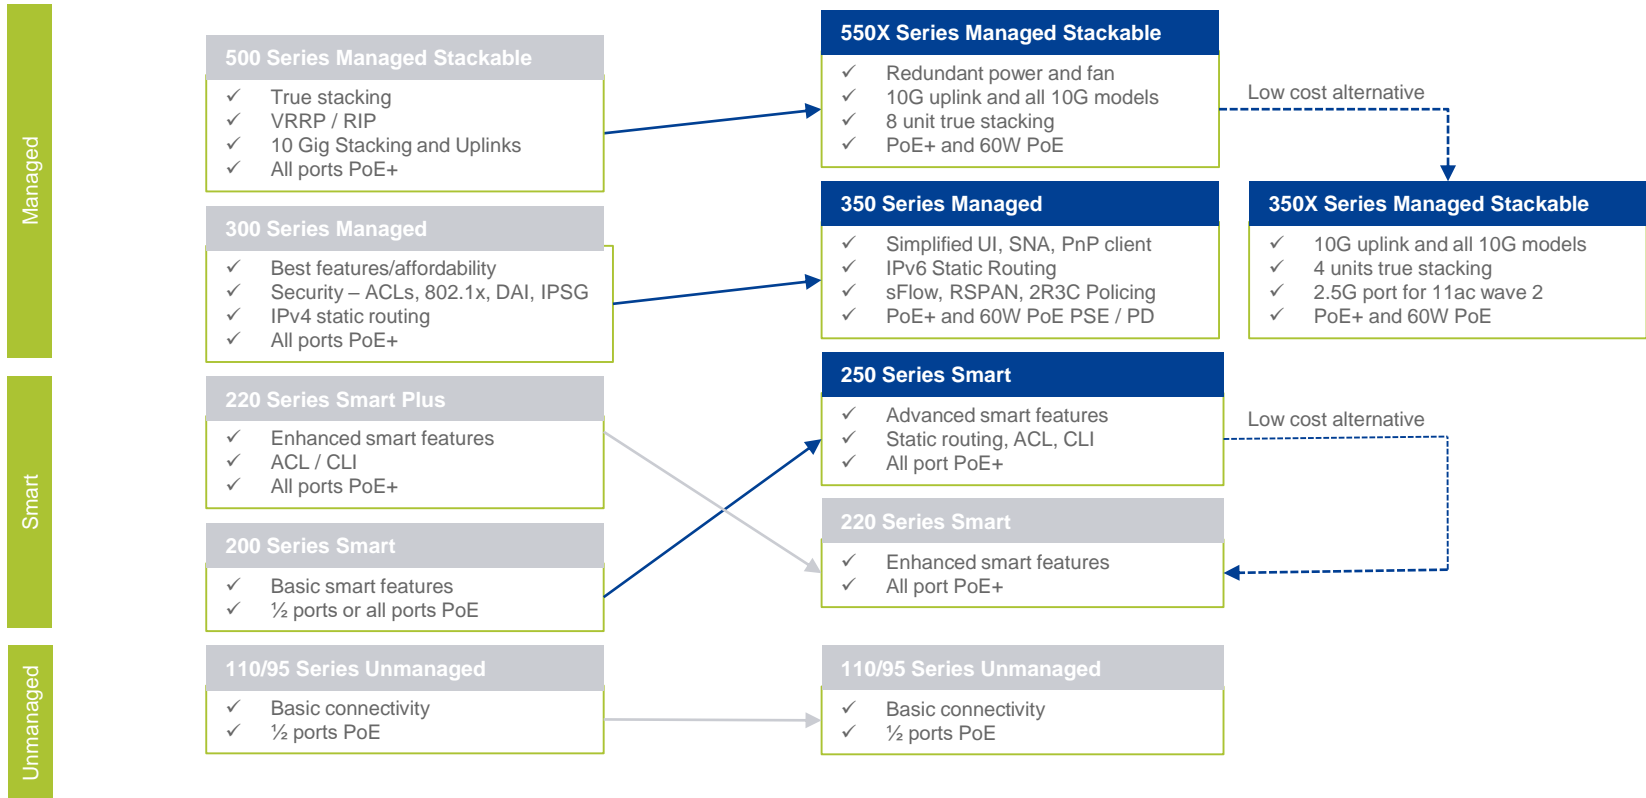 Managed
500 Series Managed Stackable
✓ True stacking
✓ VRRP / RIP
✓ 10 Gig Stacking and Uplinks
✓ All ports PoE+
550X Series Managed Stackable
✓ Redundant power and fan
✓ 10G uplink and all 10G models
✓ 8 unit true stacking
✓ PoE+ and 60W PoE
Low cost alternative
300 Series Managed
✓ Best features/affordability
✓ Security – ACLs, 802.1x, DAI, IPSG
✓ IPv4 static routing
✓ All ports PoE+
350 Series Managed
✓ Simplified UI, SNA, PnP client
✓ IPv6 Static Routing
✓ sFlow, RSPAN, 2R3C Policing
✓ PoE+ and 60W PoE PSE / PD
350X Series Managed Stackable
✓ 10G uplink and all 10G models
✓ 4 units true stacking
✓ 2.5G port for 11ac wave 2
✓ PoE+ and 60W PoE
Smart
220 Series Smart Plus
✓ Enhanced smart features
✓ ACL / CLI
✓ All ports PoE+
250 Series Smart
✓ Advanced smart features
✓ Static routing, ACL, CLI
✓ All port PoE+
Low cost alternative
200 Series Smart
✓ Basic smart features
✓ ½ ports or all ports PoE
220 Series Smart
✓ Enhanced smart features
✓ All port PoE+
Unmanaged
110/95 Series Unmanaged
✓ Basic connectivity
✓ ½ ports PoE
110/95 Series Unmanaged
✓ Basic connectivity
✓ ½ ports PoE